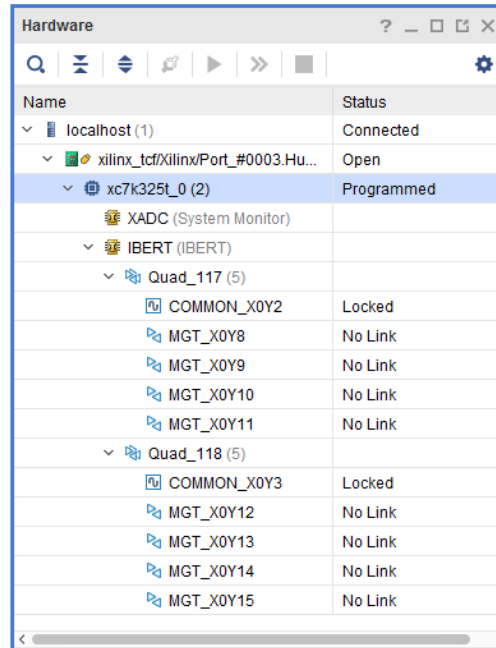 Hardware
Name Status
localhost (1) Connected
xilinx_tcf/Xilinx/Port_#0003.Hu... Open
xc7k325t_0 (2) Programmed
XADC (System Monitor)
IBERT (IBERT)
Quad_117 (5)
COMMON_X0Y2 Locked
MGT_X0Y8 No Link
MGT_X0Y9 No Link
MGT_X0Y10 No Link
MGT_X0Y11 No Link
Quad_118 (5)
COMMON_X0Y3 Locked
MGT_X0Y12 No Link
MGT_X0Y13 No Link
MGT_X0Y14 No Link
MGT_X0Y15 No Link